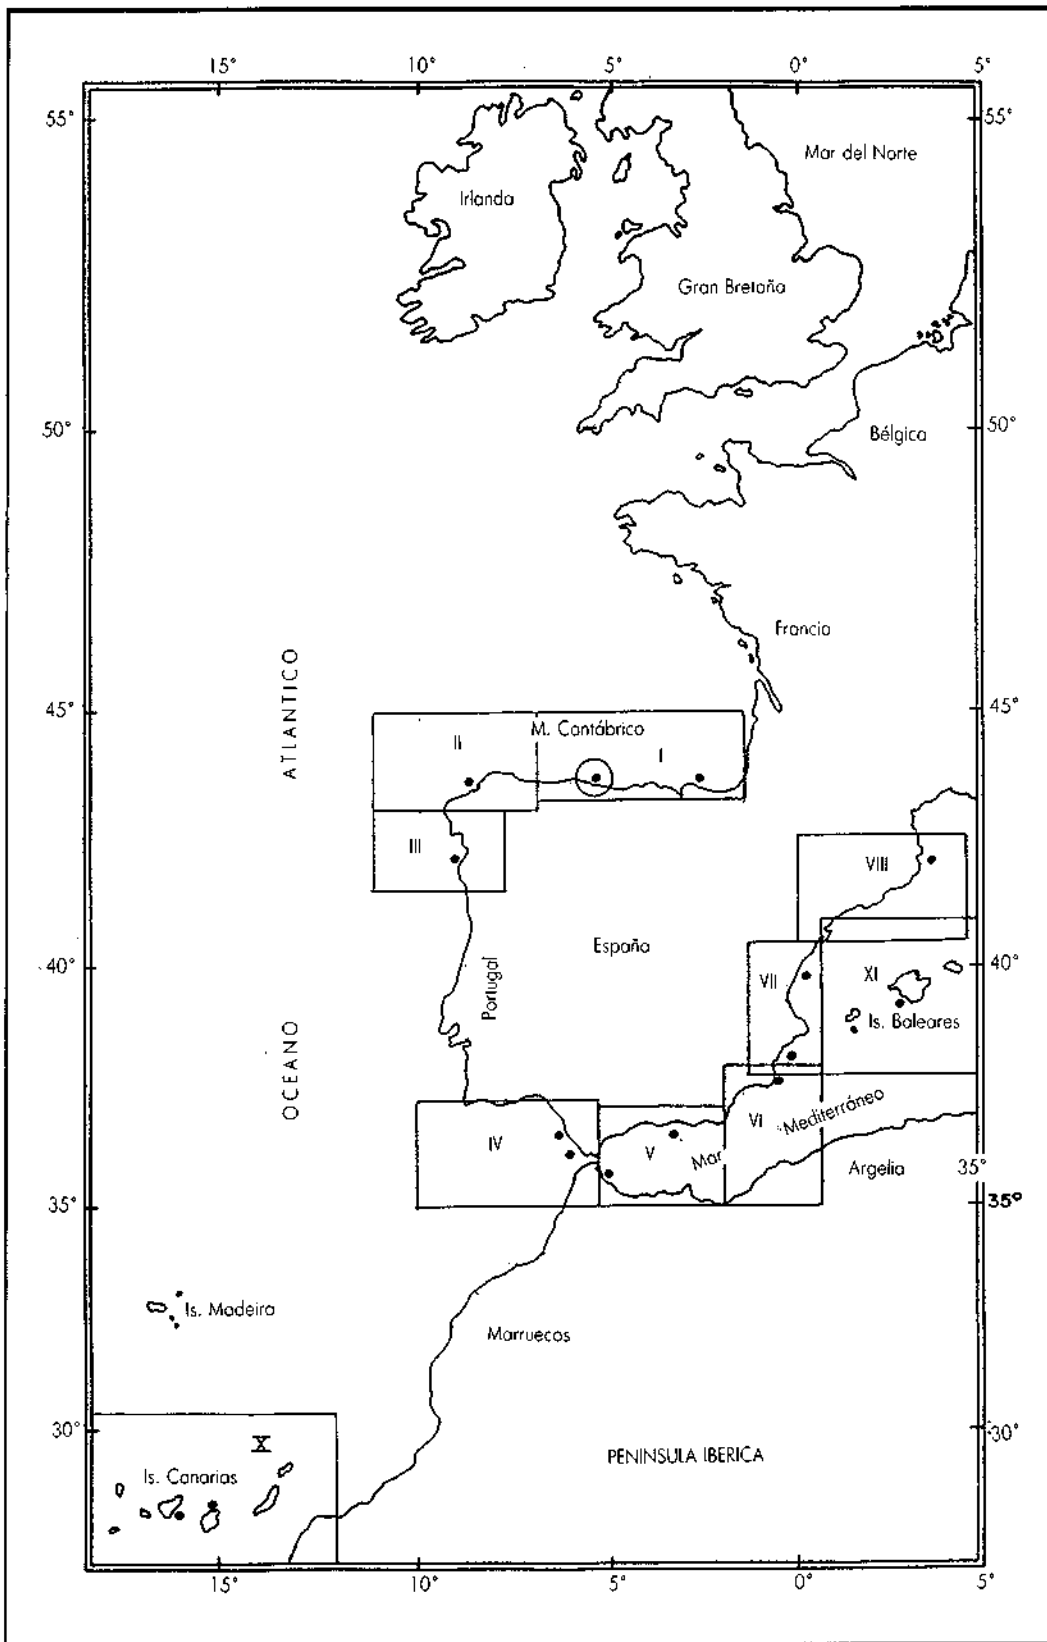 15° 10° 5° 0° 5°
55° 55°
Mar del Norte
Irlanda
Gran Bretaña
50° 50°
Bélgica
Francia
ATLANTICO
45° 45°
II M. Cantábrico I
III VIII
España
Portugal
40° 40°
VII XI
Is. Baleares
OCEANO
IV V Mar VI Mediterráneo
Argelia 35°
35° 35°
Is. Madeira
Marruecos
30° 30°
X
Is. Canarias
PENINSULA IBERICA
15° 10° 5° 0° 5°